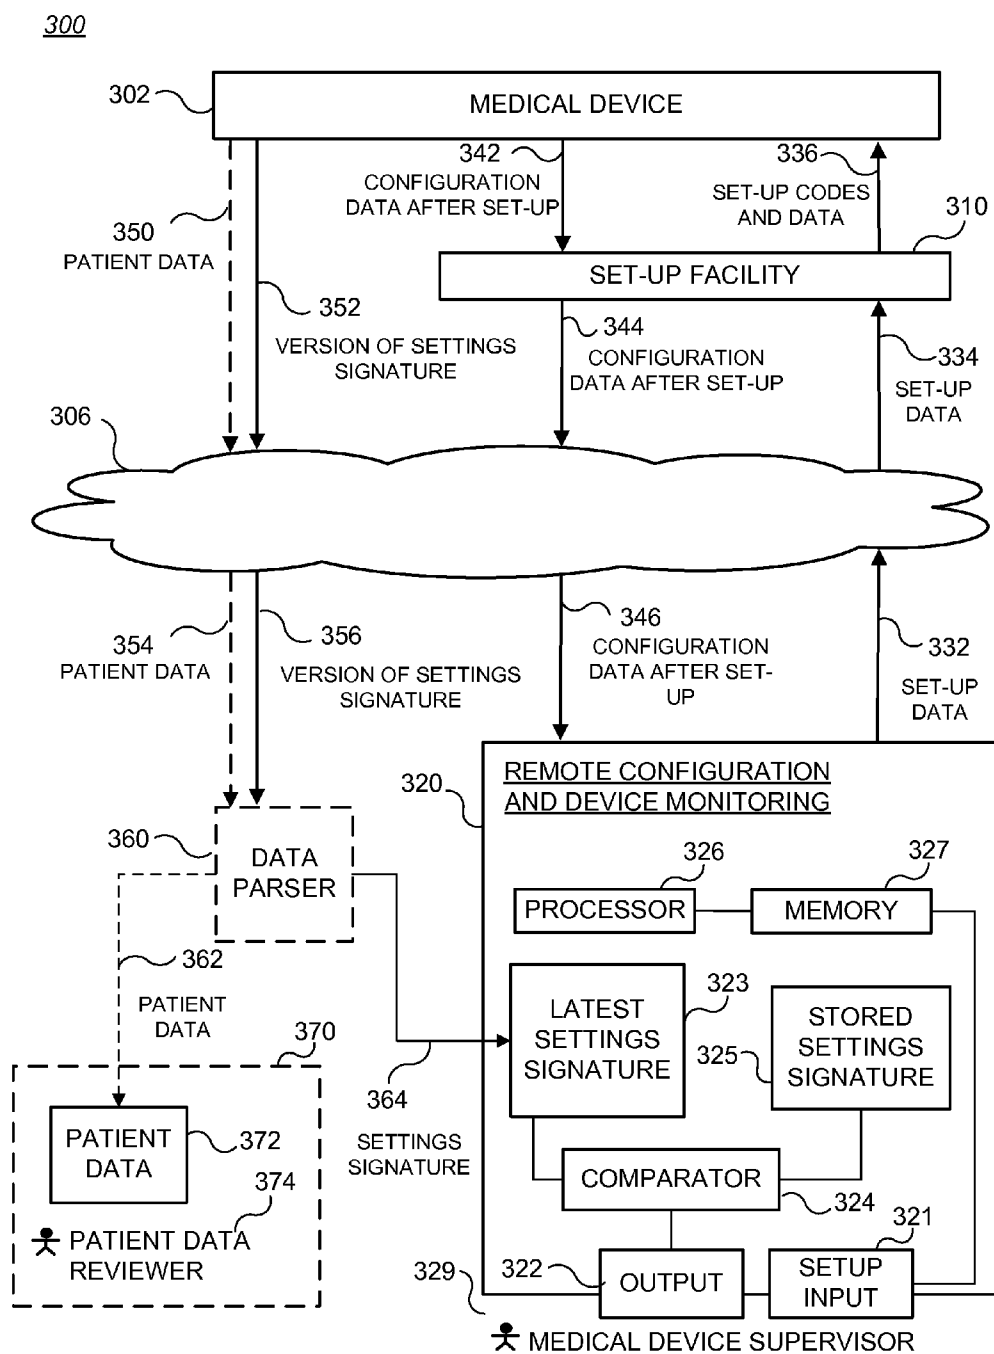 300
302
MEDICAL DEVICE
342
CONFIGURATION
DATA AFTER SET-UP
336
SET-UP CODES
AND DATA
310
350
PATIENT DATA
SET-UP FACILITY
352
VERSION OF SETTINGS
SIGNATURE
344
CONFIGURATION
DATA AFTER SET-UP
334
SET-UP
DATA
306
354
PATIENT DATA
356
VERSION OF SETTINGS
SIGNATURE
346
CONFIGURATION
DATA AFTER SET-
UP
332
SET-UP
DATA
320
REMOTE CONFIGURATION
AND DEVICE MONITORING
360
DATA
PARSER
326
PROCESSOR
327
MEMORY
362
PATIENT
DATA
LATEST
SETTINGS
SIGNATURE
323
STORED
SETTINGS
SIGNATURE
325
370
364
SETTINGS
SIGNATURE
PATIENT
DATA
372
COMPARATOR
324
374
PATIENT DATA
REVIEWER
321
322
OUTPUT
SETUP
INPUT
329
MEDICAL DEVICE SUPERVISOR